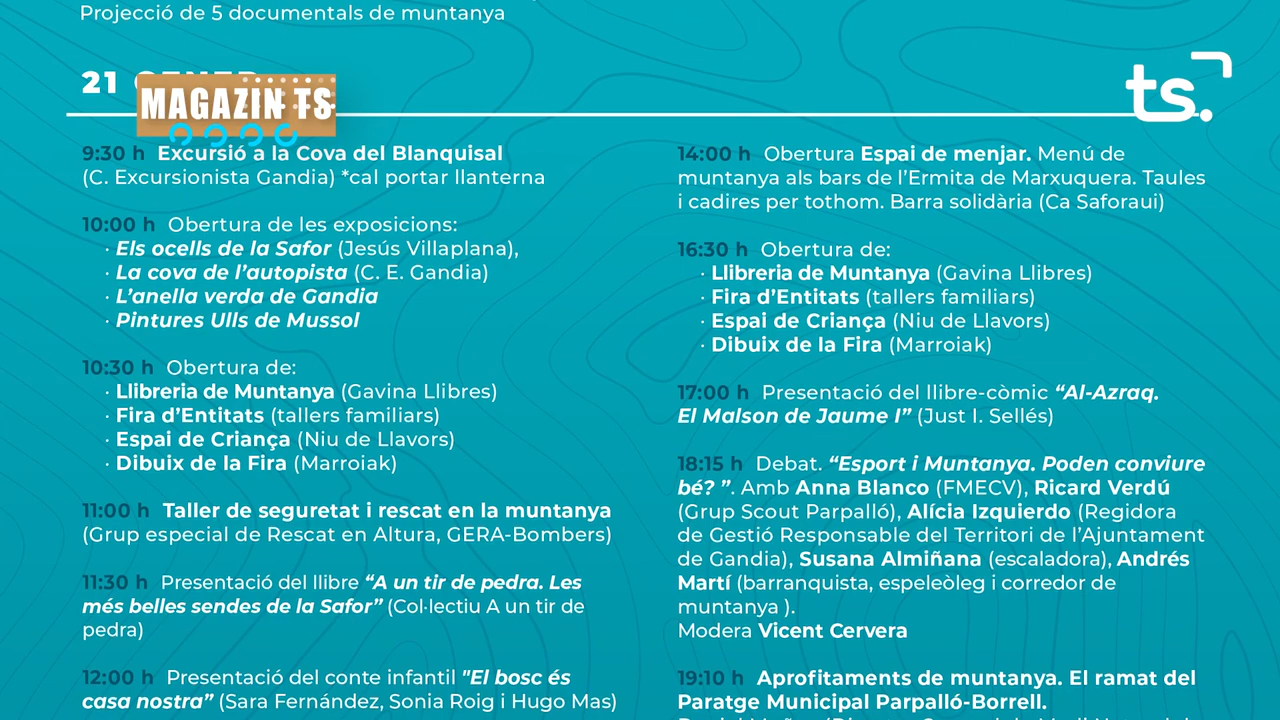 Projecció de 5 documentals de muntanya
21 GENER
MAGAZIN TS
ts.
9:30 h Excursió a la Cova del Blanquisal
(C. Excursionista Gandia) *cal portar llanterna
10:00 h Obertura de les exposicions:
· Els ocells de la Safor (Jesús Villaplana),
· La cova de l’autopista (C. E. Gandia)
· L’anella verda de Gandia
· Pintures Ulls de Mussol
10:30 h Obertura de:
· Llibreria de Muntanya (Gavina Llibres)
· Fira d’Entitats (tallers familiars)
· Espai de Criança (Niu de Llavors)
· Dibuix de la Fira (Marroiak)
11:00 h Taller de seguretat i rescat en la muntanya
(Grup especial de Rescat en Altura, GERA-Bombers)
11:30 h Presentació del llibre “A un tir de pedra. Les
més belles sendes de la Safor” (Col·lectiu A un tir de
pedra)
12:00 h Presentació del conte infantil "El bosc és
casa nostra” (Sara Fernández, Sonia Roig i Hugo Mas)
14:00 h Obertura Espai de menjar. Menú de
muntanya als bars de l’Ermita de Marxuquera. Taules
i cadires per tothom. Barra solidària (Ca Saforaui)
16:30 h Obertura de:
· Llibreria de Muntanya (Gavina Llibres)
· Fira d’Entitats (tallers familiars)
· Espai de Criança (Niu de Llavors)
· Dibuix de la Fira (Marroiak)
17:00 h Presentació del llibre-còmic “Al-Azraq.
El Malson de Jaume I” (Just I. Sellés)
18:15 h Debat. “Esport i Muntanya. Poden conviure
bé? ”. Amb Anna Blanco (FMECV), Ricard Verdú
(Grup Scout Parpalló), Alícia Izquierdo (Regidora
de Gestió Responsable del Territori de l’Ajuntament
de Gandia), Susana Almiñana (escaladora), Andrés
Martí (barranquista, espeleòleg i corredor de
muntanya ).
Modera Vicent Cervera
19:10 h Aprofitaments de muntanya. El ramat del
Paratge Municipal Parpalló-Borrell.